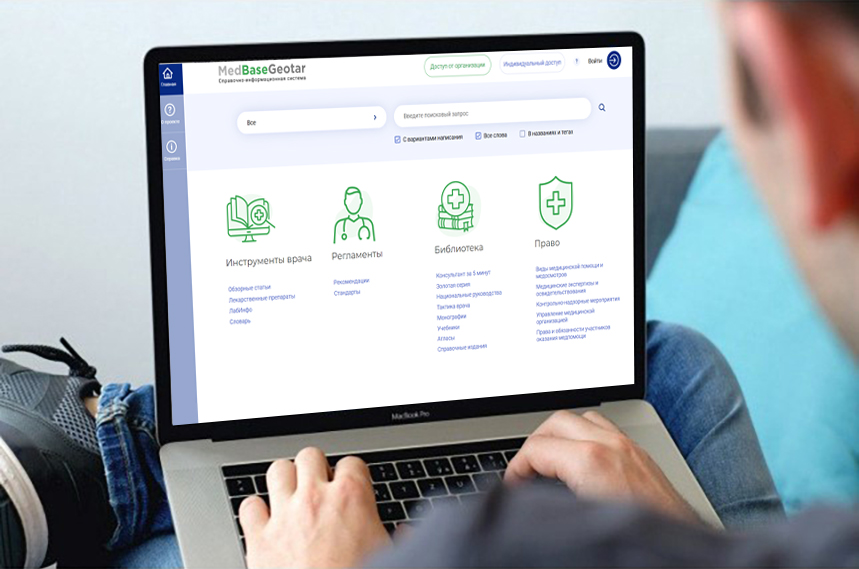 MedBaseGeotar
Справочно-информационная система
Доступ от организации
Индивидуальный доступ
?
Войти
Главная
О проекте
Справка
Все
Введите поисковый запрос
С вариантами написания
Все слова
В названиях и тегах
Инструменты врача
Обзорные статьи
Лекарственные препараты
ЛабИнфо
Словарь
Регламенты
Рекомендации
Стандарты
Библиотека
Консультант за 5 минут
Золотая серия
Национальные руководства
Тактика врача
Монографии
Учебники
Атласы
Справочные издания
Право
Виды медицинской помощи и
медосмотров
Медицинские экспертизы и
освидетельствования
Контрольно-надзорные мероприятия
Управление медицинской
организацией
Права и обязанности участников
оказания медпомощи
MacBook Pro